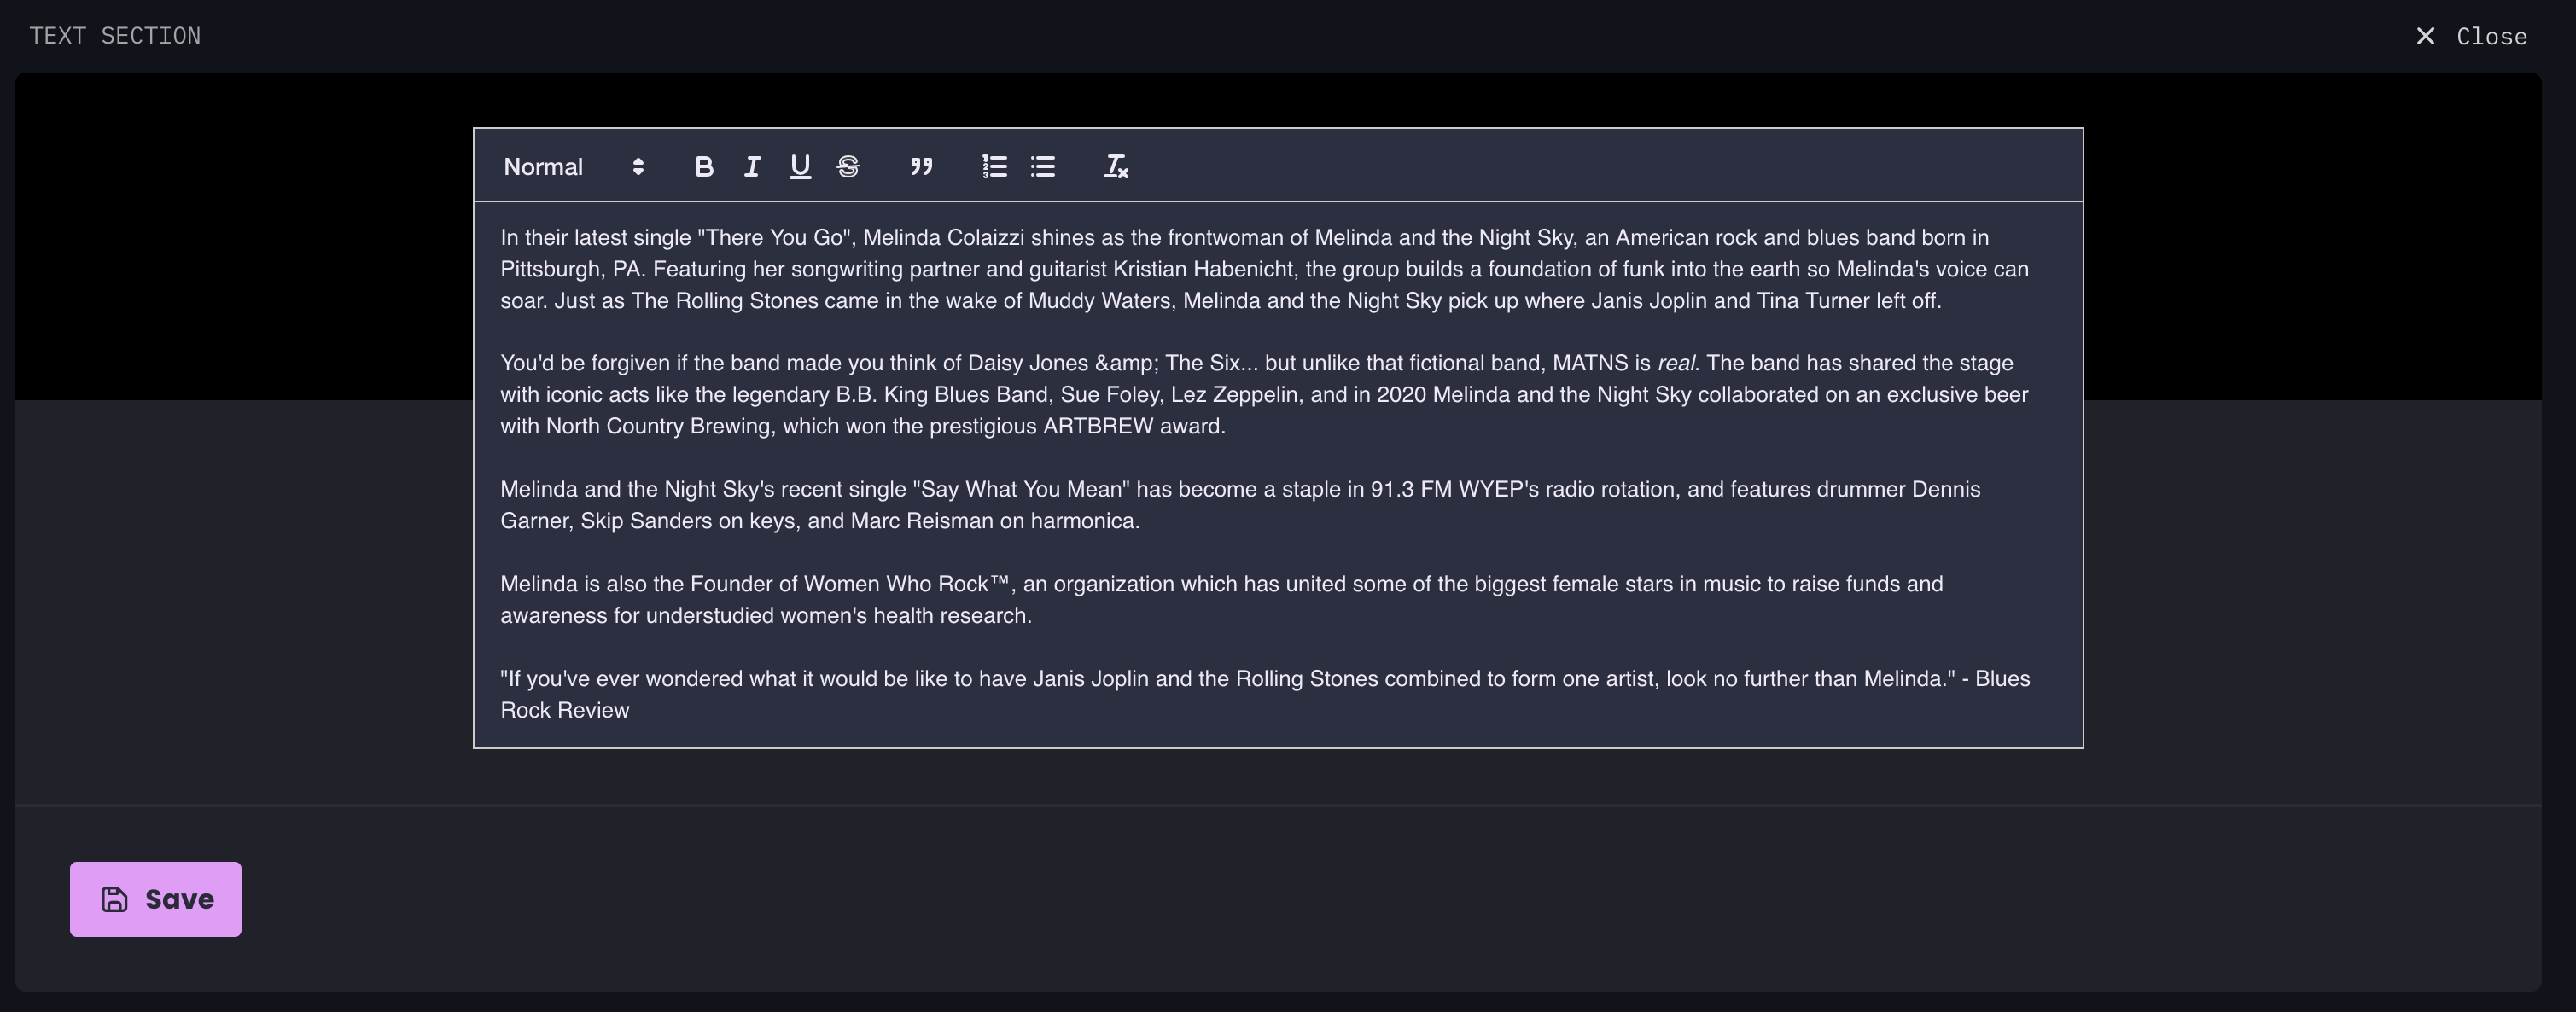 TEXT SECTION
Close
Normal
In their latest single "There You Go", Melinda Colaizzi shines as the frontwoman of Melinda and the Night Sky, an American rock and blues band born in
Pittsburgh, PA. Featuring her songwriting partner and guitarist Kristian Habenicht, the group builds a foundation of funk into the earth so Melinda's voice can
soar. Just as The Rolling Stones came in the wake of Muddy Waters, Melinda and the Night Sky pick up where Janis Joplin and Tina Turner left off.
You'd be forgiven if the band made you think of Daisy Jones &amp; The Six... but unlike that fictional band, MATNS is real. The band has shared the stage
with iconic acts like the legendary B.B. King Blues Band, Sue Foley, Lez Zeppelin, and in 2020 Melinda and the Night Sky collaborated on an exclusive beer
with North Country Brewing, which won the prestigious ARTBREW award.
Melinda and the Night Sky's recent single "Say What You Mean" has become a staple in 91.3 FM WYEP's radio rotation, and features drummer Dennis
Garner, Skip Sanders on keys, and Marc Reisman on harmonica.
Melinda is also the Founder of Women Who Rock™, an organization which has united some of the biggest female stars in music to raise funds and
awareness for understudied women's health research.
"If you've ever wondered what it would be like to have Janis Joplin and the Rolling Stones combined to form one artist, look no further than Melinda." - Blues
Rock Review
Save